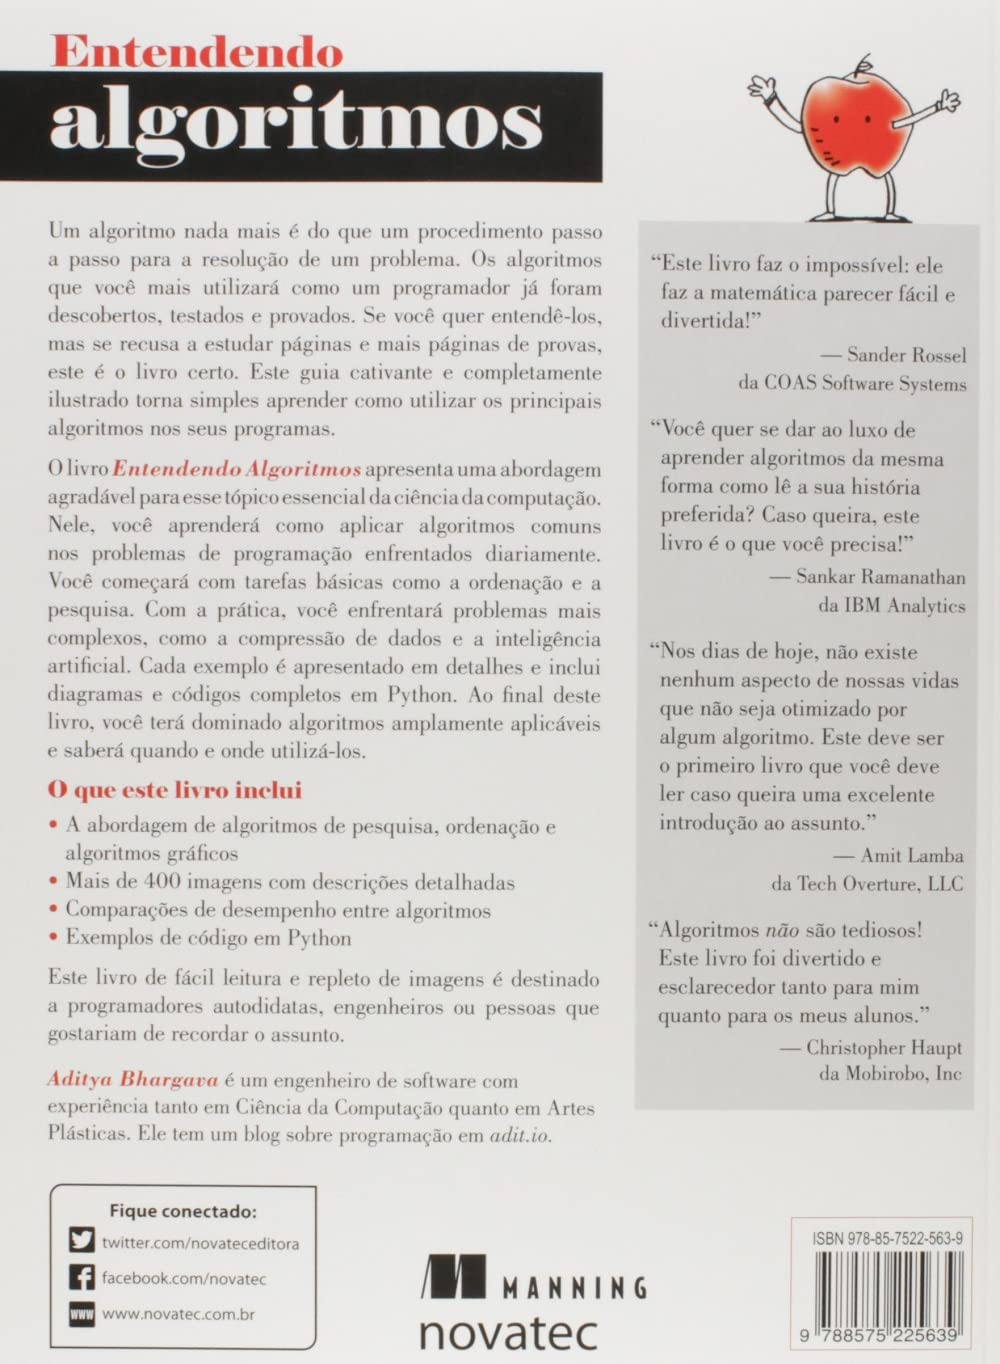 Entendendo
algoritmos
Um algoritmo nada mais é do que um procedimento passo
a passo para a resolução de um problema. Os algoritmos
que você mais utilizará como um programador já foram
descobertos, testados e provados. Se você quer entendê-los,
mas se recusa a estudar páginas e mais páginas de provas,
este é o livro certo. Este guia cativante e completamente
ilustrado torna simples aprender como utilizar os principais
algoritmos nos seus programas.
O livro Entendendo Algoritmos apresenta uma abordagem
agradável para esse tópico essencial da ciência da computação.
Nele, você aprenderá como aplicar algoritmos comuns
nos problemas de programação enfrentados diariamente.
Você começará com tarefas básicas como a ordenação e a
pesquisa. Com a prática, você enfrentará problemas mais
complexos, como a compressão de dados e a inteligência
artificial. Cada exemplo é apresentado em detalhes e inclui
diagramas e códigos completos em Python. Ao final deste
livro, você terá dominado algoritmos amplamente aplicáveis
e saberá quando e onde utilizá-los.
O que este livro inclui
• A abordagem de algoritmos de pesquisa, ordenação e
algoritmos gráficos
• Mais de 400 imagens com descrições detalhadas
• Comparações de desempenho entre algoritmos
• Exemplos de código em Python
Este livro de fácil leitura e repleto de imagens é destinado
a programadores autodidatas, engenheiros ou pessoas que
gostariam de recordar o assunto.
Aditya Bhargava é um engenheiro de software com
experiência tanto em Ciência da Computação quanto em Artes
Plásticas. Ele tem um blog sobre programação em adit.io.
“Este livro faz o impossível: ele
faz a matemática parecer fácil e
divertida!”
— Sander Rossel
da COAS Software Systems
“Você quer se dar ao luxo de
aprender algoritmos da mesma
forma como lê a sua história
preferida? Caso queira, este
livro é o que você precisa!”
— Sankar Ramanathan
da IBM Analytics
“Nos dias de hoje, não existe
nenhum aspecto de nossas vidas
que não seja otimizado por
algum algoritmo. Este deve ser
o primeiro livro que você deve
ler caso queira uma excelente
introdução ao assunto.”
— Amit Lamba
da Tech Overture, LLC
“Algoritmos não são tediosos!
Este livro foi divertido e
esclarecedor tanto para mim
quanto para os meus alunos.”
— Christopher Haupt
da Mobirobo, Inc
Fique conectado:
twitter.com/novateceditora
facebook.com/novatec
www www.novatec.com.br
MANNING
novatec
ISBN 978-85-7522-563-9
9 788575 225639